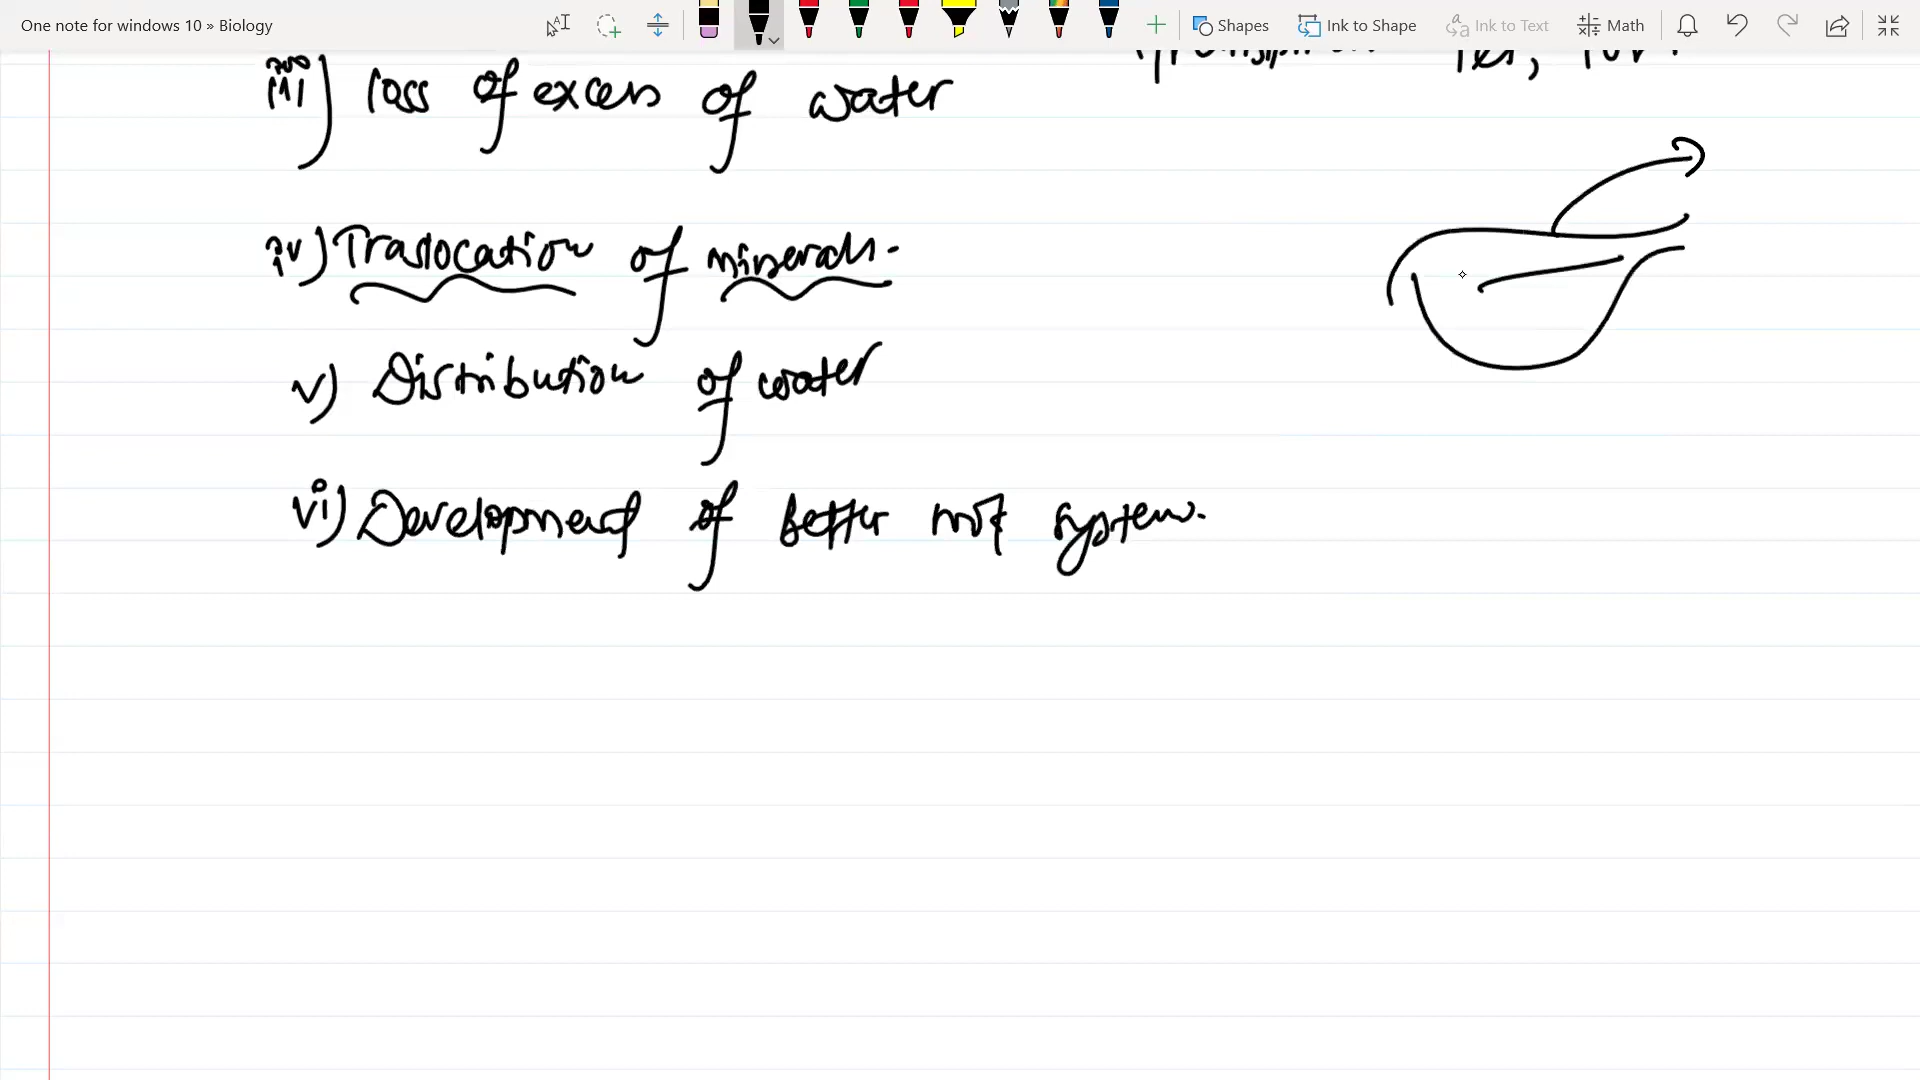 One note for windows 10 » Biology
Shapes
Ink to Shape
Ink to Text
Math
iii) loss of excess of water
iv) Traslocation of minerals.
v) Distribution of water
vi) Development of better root system.